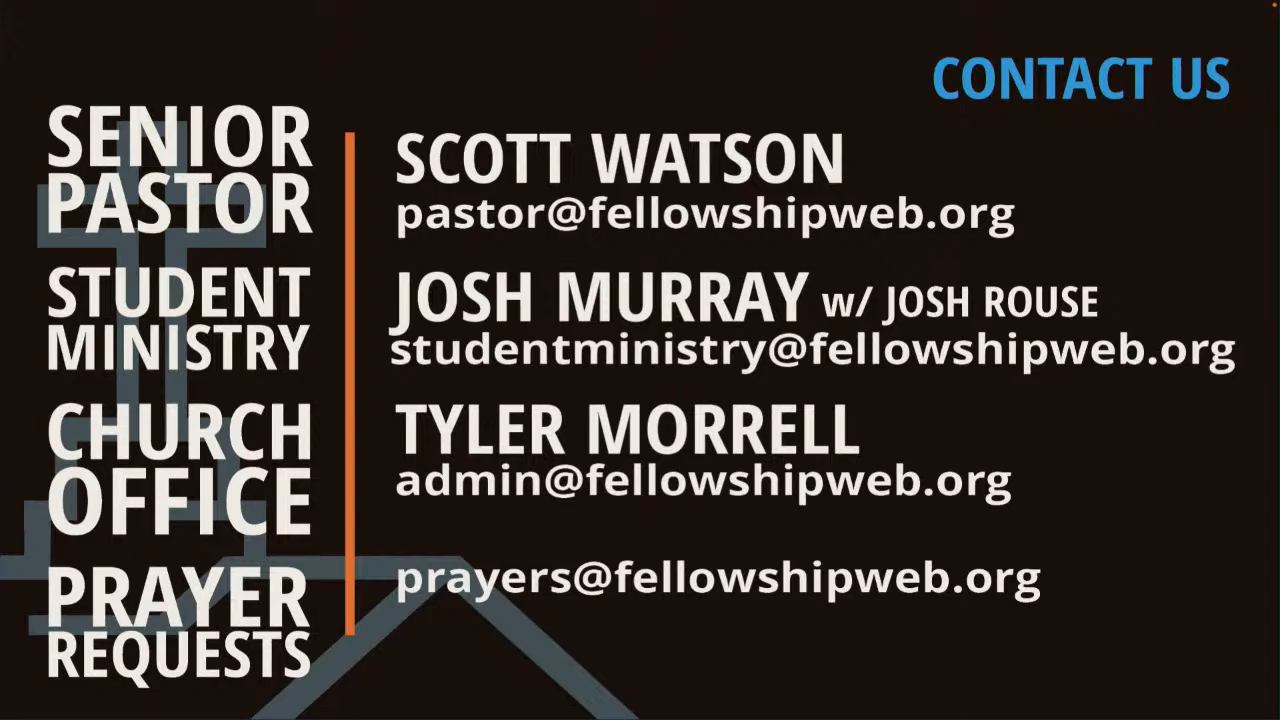 CONTACT US
SENIOR
PASTOR
SCOTT WATSON
pastor@fellowshipweb.org
STUDENT
MINISTRY
JOSH MURRAY w/ JOSH ROUSE
studentministry@fellowshipweb.org
CHURCH
OFFICE
TYLER MORRELL
admin@fellowshipweb.org
PRAYER
REQUESTS
prayers@fellowshipweb.org